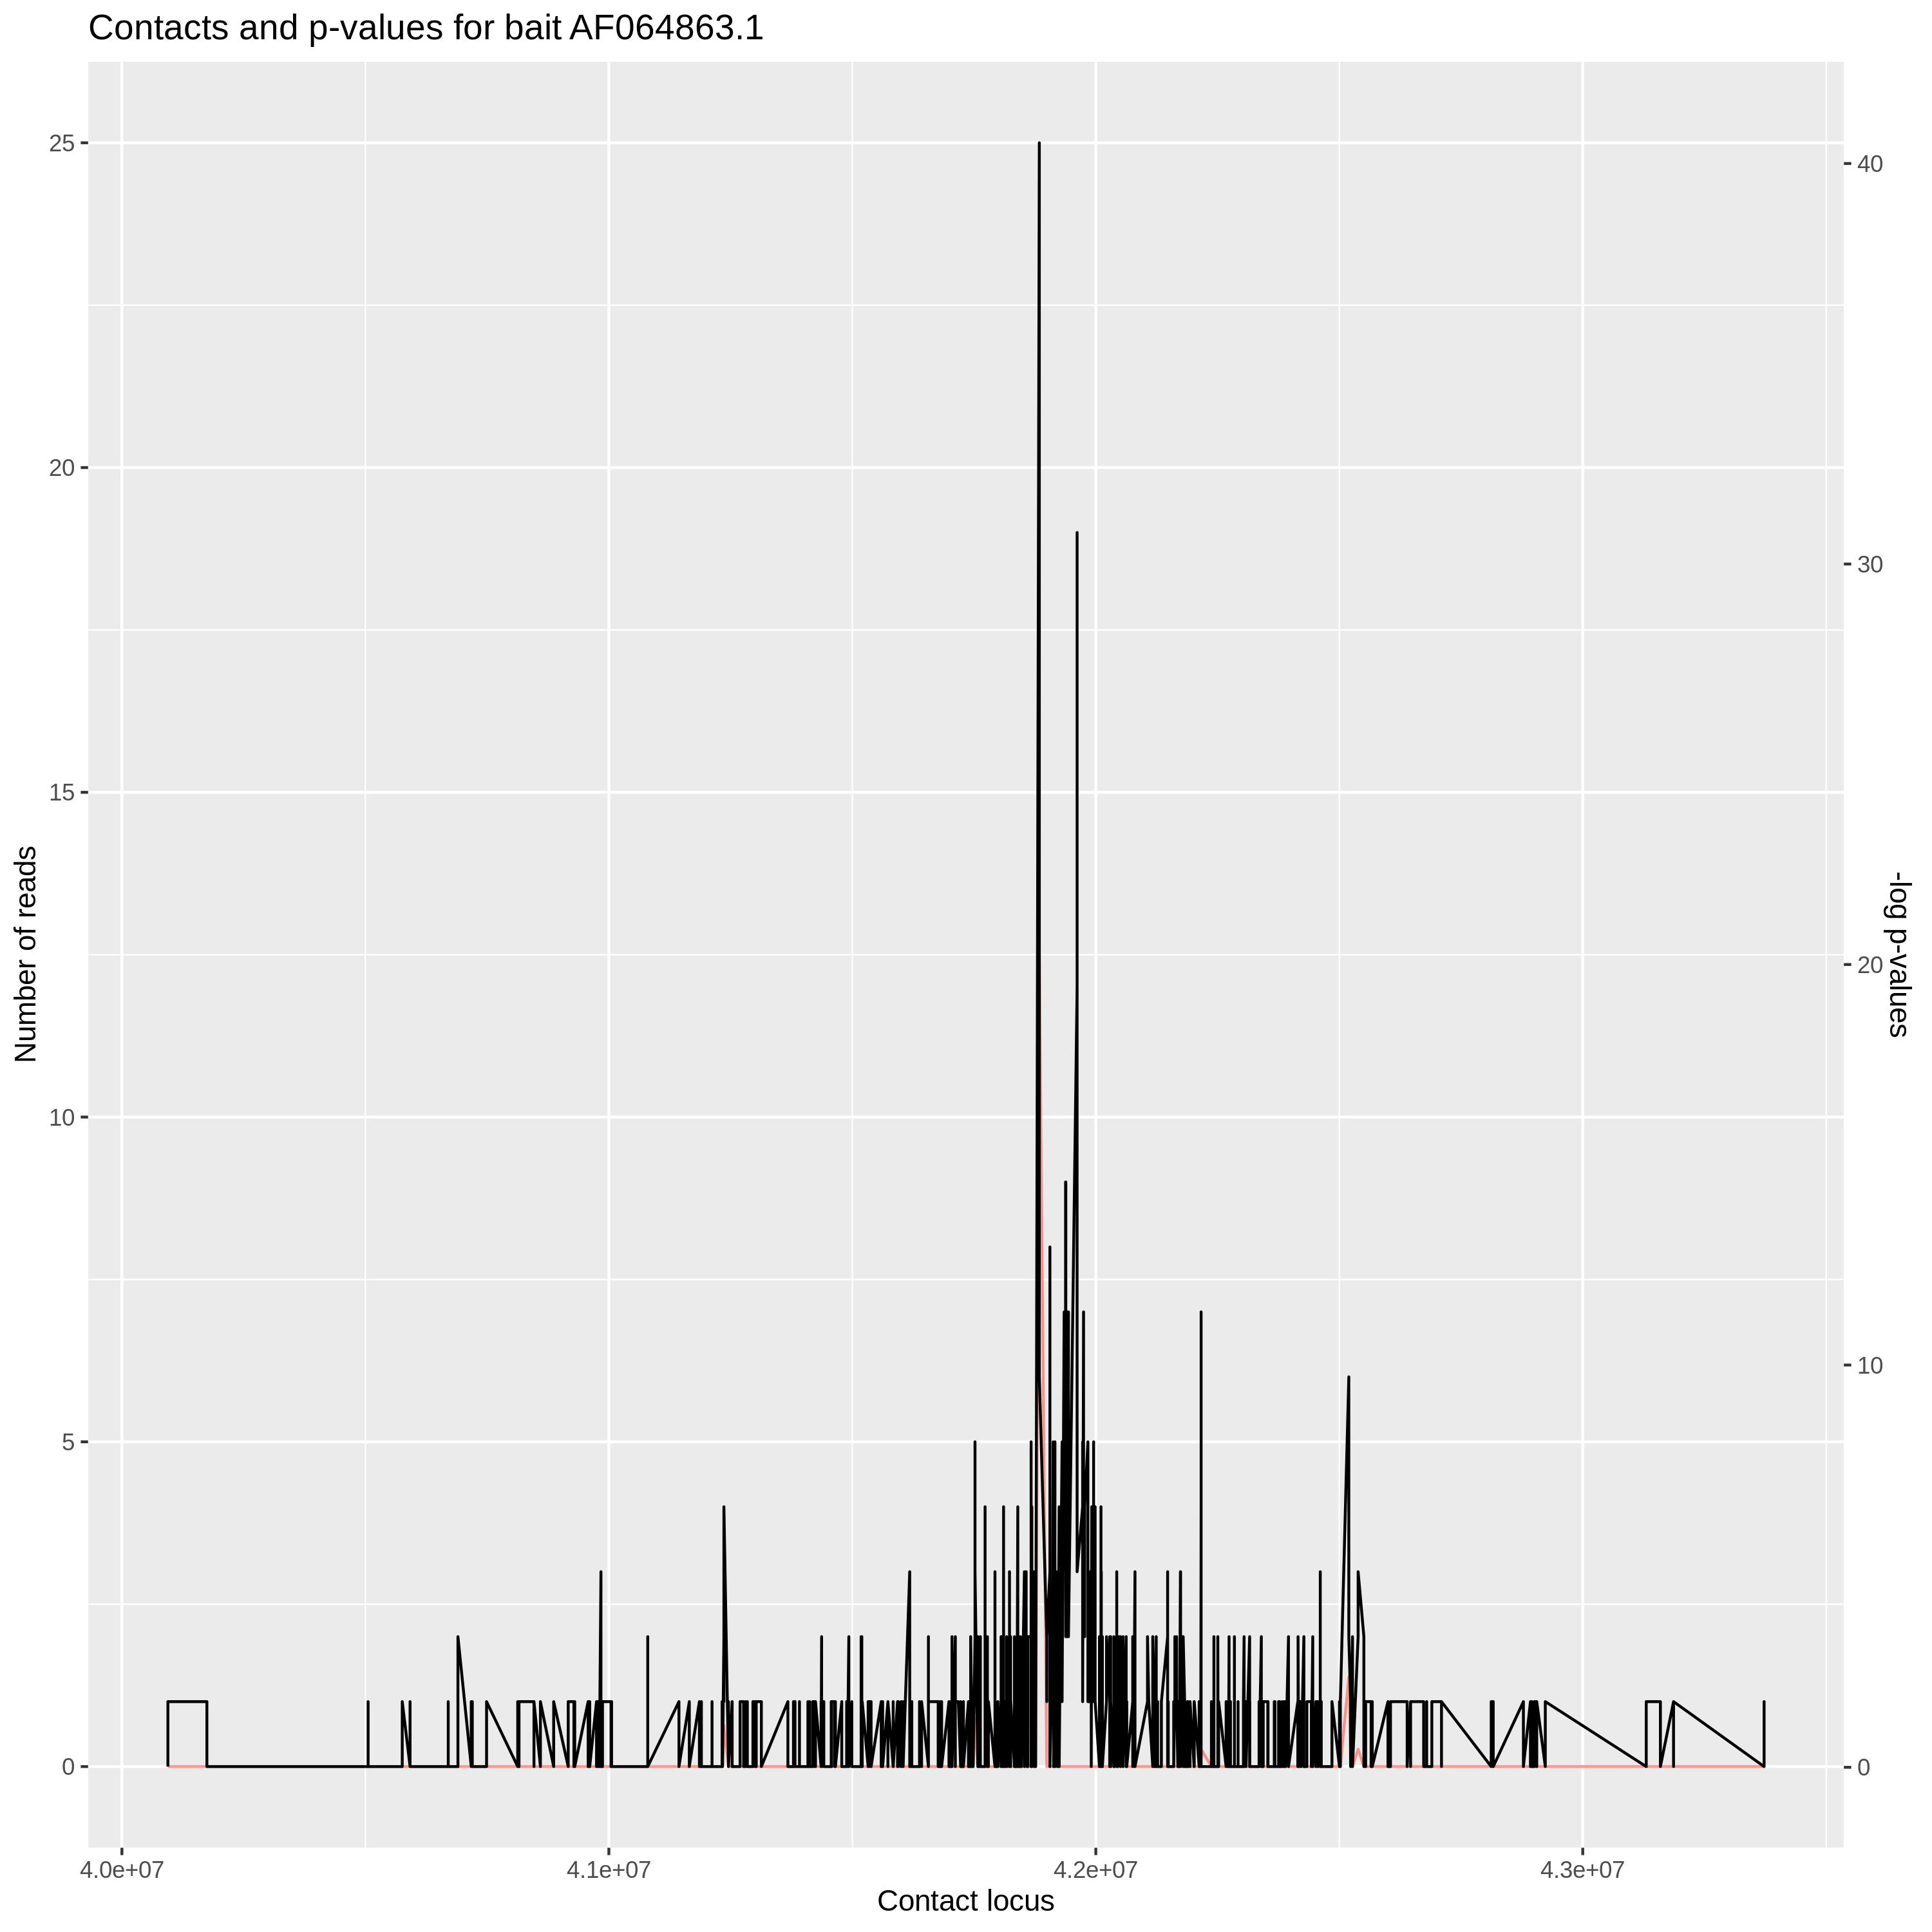 Contacts and p-values for bait AF064863.1
25
20
15
10
5
0
Number of reads
40
30
20
10
0
-log p-values
4.0e+07 4.1e+07 4.2e+07 4.3e+07
Contact locus